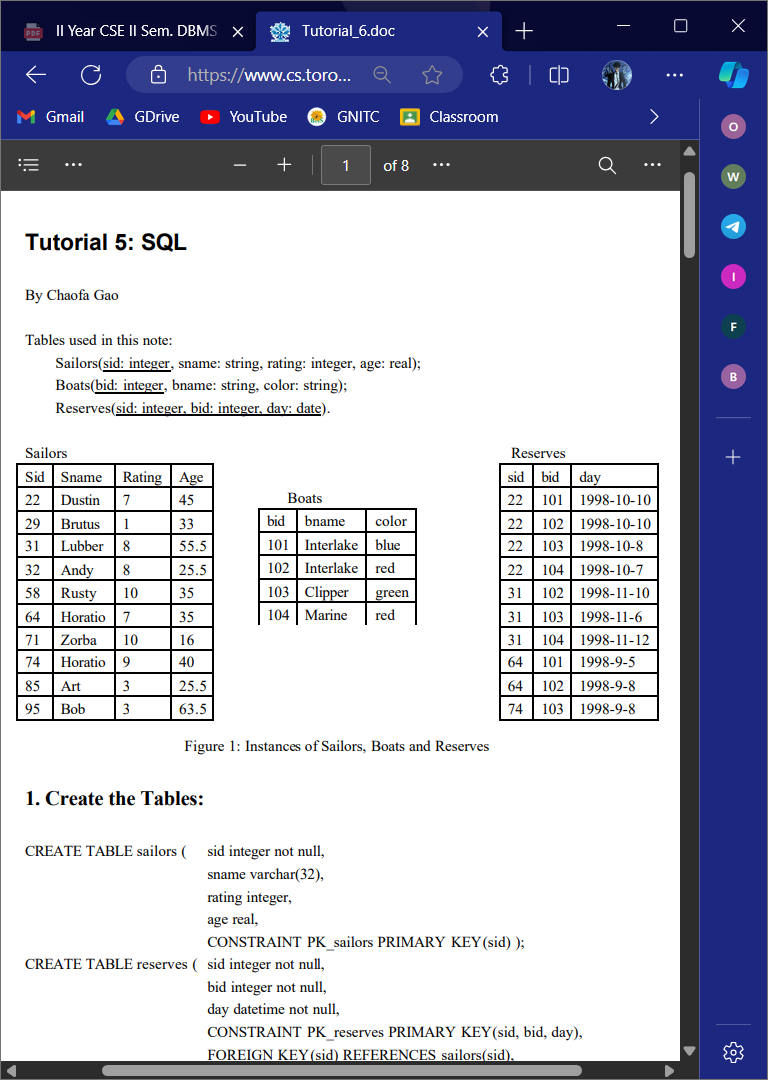 II Year CSE II Sem. DBMS
Tutorial_6.doc
https://www.cs.toro...
Gmail
GDrive
YouTube
GNITC
Classroom
1 of 8
O
W
I
F
B
Tutorial 5: SQL
By Chaofa Gao
Tables used in this note:
Sailors(sid: integer, sname: string, rating: integer, age: real);
Boats(bid: integer, bname: string, color: string);
Reserves(sid: integer, bid: integer, day: date).
Sailors
Sid Sname Rating Age
22 Dustin 7 45
29 Brutus 1 33
31 Lubber 8 55.5
32 Andy 8 25.5
58 Rusty 10 35
64 Horatio 7 35
71 Zorba 10 16
74 Horatio 9 40
85 Art 3 25.5
95 Bob 3 63.5
Boats
bid bname color
101 Interlake blue
102 Interlake red
103 Clipper green
104 Marine red
Reserves
sid bid day
22 101 1998-10-10
22 102 1998-10-10
22 103 1998-10-8
22 104 1998-10-7
31 102 1998-11-10
31 103 1998-11-6
31 104 1998-11-12
64 101 1998-9-5
64 102 1998-9-8
74 103 1998-9-8
Figure 1: Instances of Sailors, Boats and Reserves
1. Create the Tables:
CREATE TABLE sailors ( sid integer not null,
sname varchar(32),
rating integer,
age real,
CONSTRAINT PK_sailors PRIMARY KEY(sid) );
CREATE TABLE reserves ( sid integer not null,
bid integer not null,
day datetime not null,
CONSTRAINT PK_reserves PRIMARY KEY(sid, bid, day),
FOREIGN KEY(sid) REFERENCES sailors(sid),